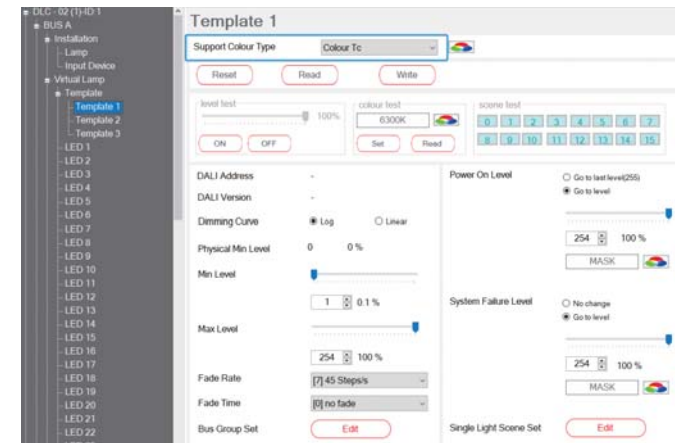 DLC - 02 (1)-ID:1
BUS A
Installation
Lamp
Input Device
Virtual Lamp
Template
Template 1
Template 2
Template 3
LED 1
LED 2
LED 3
LED 4
LED 5
LED 6
LED 7
LED 8
LED 9
LED 10
LED 11
LED 12
LED 13
LED 14
LED 15
LED 16
LED 17
LED 18
LED 19
LED 20
LED 21
LED 22
Template 1
Support Colour Type Colour Tc
Reset Read Write
level test
100%
ON OFF
colour test
6300K
Set Read
scene test
0 1 2 3 4 5 6 7
8 9 10 11 12 13 14 15
DALI Address -
DALI Version -
Dimming Curve Log Linear
Physical Min Level 0 0 %
Min Level
1 0.1 %
Max Level
254 100 %
Fade Rate [7] 45 Steps/s
Fade Time [0] no fade
Bus Group Set Edit
Power On Level Go to last level(255)
Go to level
254 100 %
MASK
System Failure Level No change
Go to level
254 100 %
MASK
Single Light Scene Set Edit